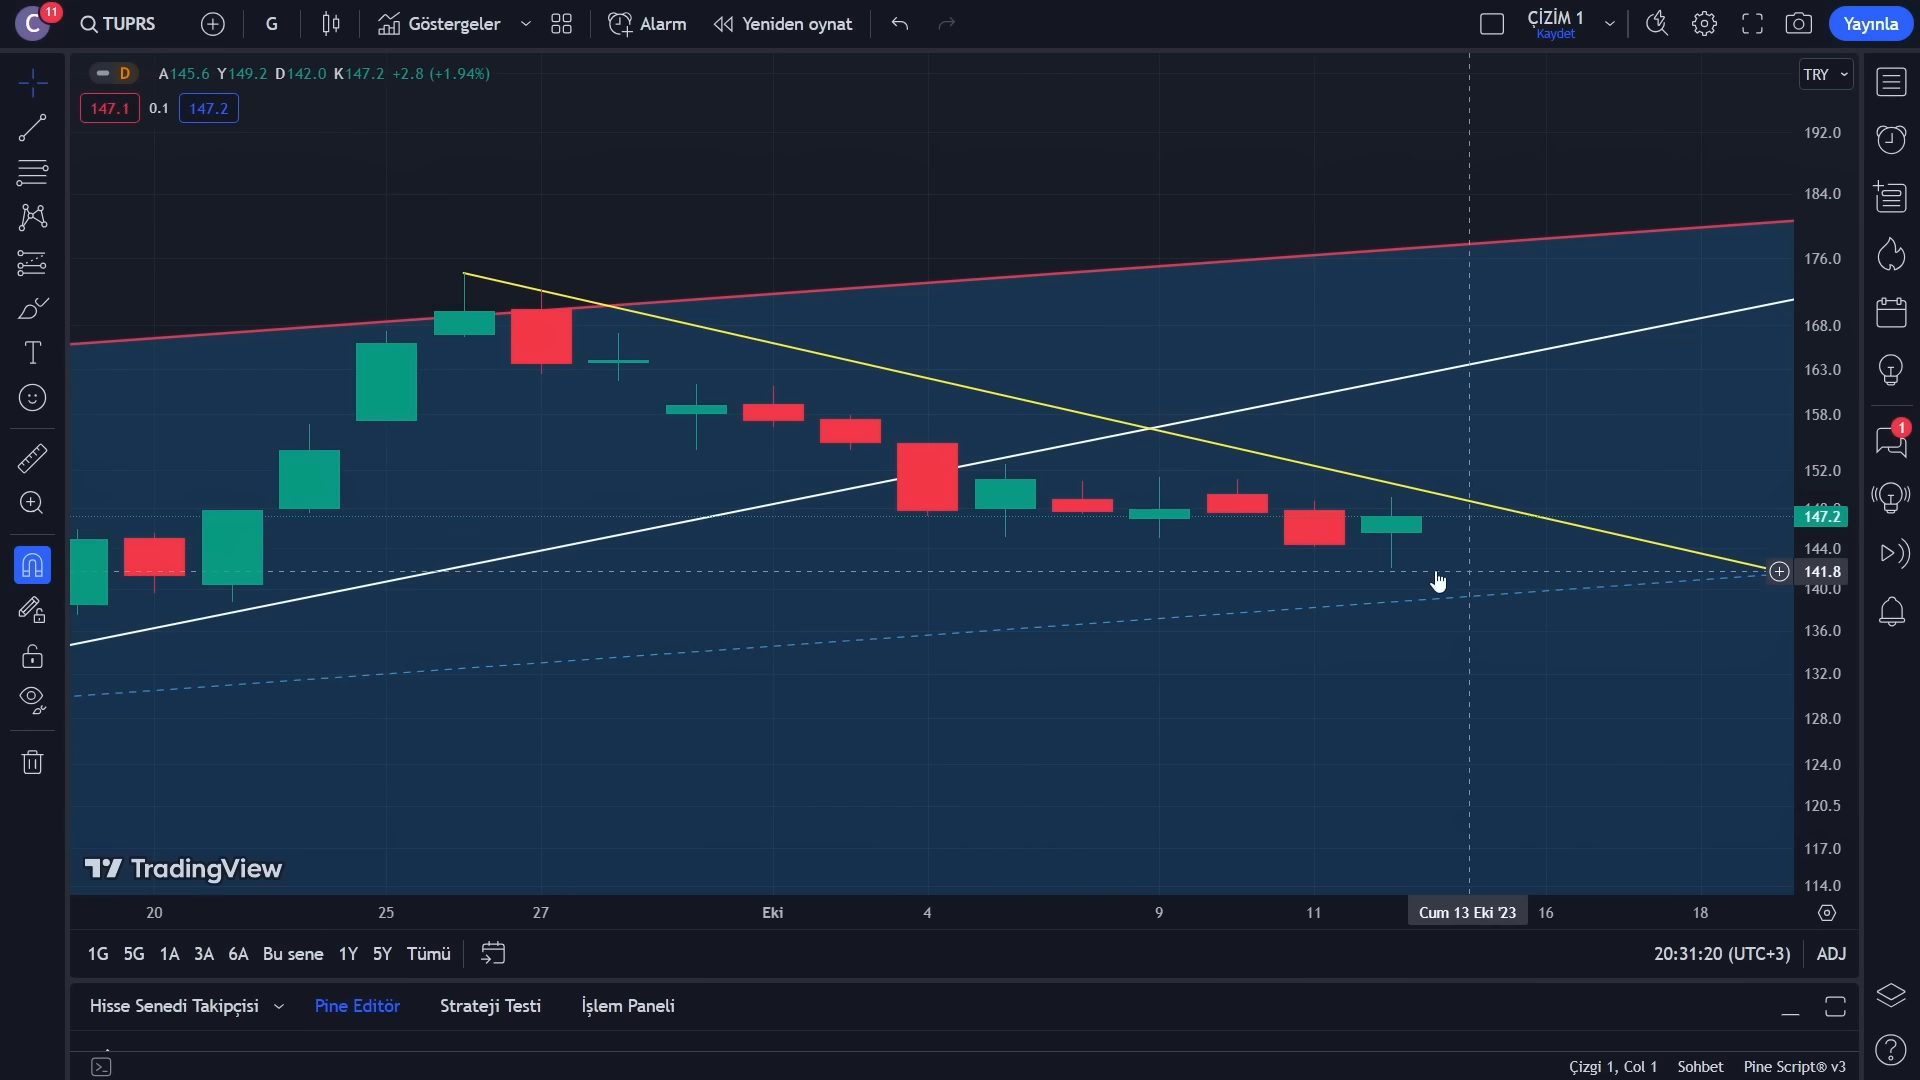 C 11 TUPRS G Göstergeler Alarm Yeniden oynat ÇİZİM 1 Kaydet Yayınla
D A145.6 Y149.2 D142.0 K147.2 +2.8 (+1.94%)
147.1 0.1 147.2
TRY
192.0
184.0
176.0
168.0
163.0
158.0
152.0
147.2
144.0
141.8
140.0
136.0
132.0
128.0
124.0
120.5
117.0
114.0
1
TradingView
20 25 27 Eki 4 9 11 Cum 13 Eki '23 16 18
1G 5G 1A 3A 6A Bu sene 1Y 5Y Tümü 20:31:20 (UTC+3) ADJ
Hisse Senedi Takipçisi Pine Editör Strateji Testi İşlem Paneli
Çizgi 1, Col 1 Sohbet Pine Script® v3